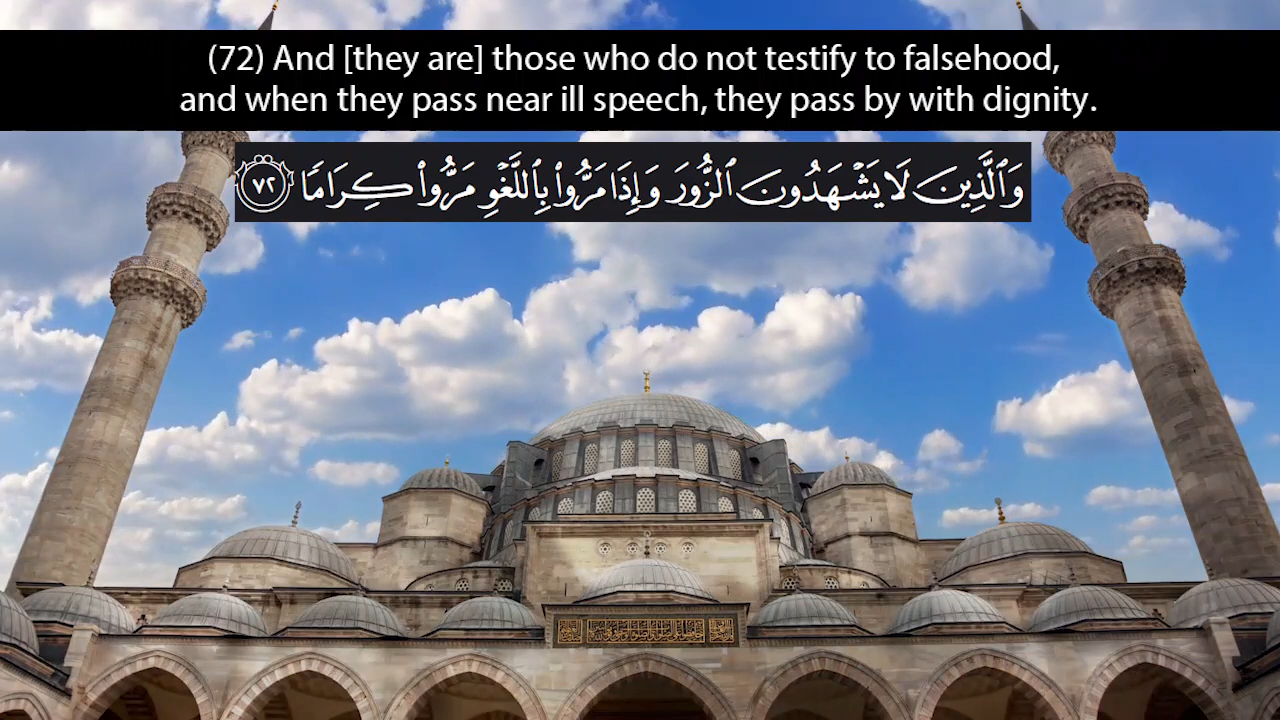 (72) And [they are] those who do not testify to falsehood,
and when they pass near ill speech, they pass by with dignity.
وَٱلَّذِينَ لَا يَشْهَدُونَ ٱلزُّورَ وَإِذَا مَرُّوا۟ بِٱللَّغْوِ مَرُّوا۟ كِرَامًا ٧٢